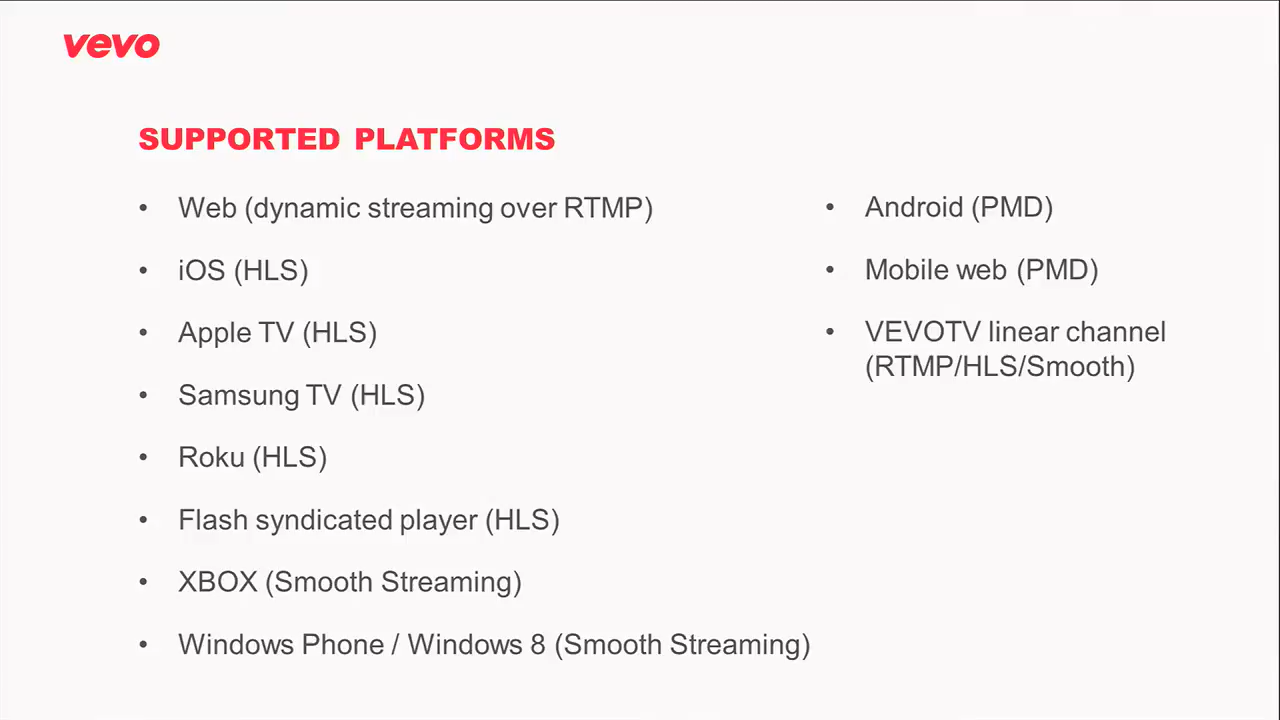 vevo
SUPPORTED PLATFORMS
• Web (dynamic streaming over RTMP)
• iOS (HLS)
• Apple TV (HLS)
• Samsung TV (HLS)
• Roku (HLS)
• Flash syndicated player (HLS)
• XBOX (Smooth Streaming)
• Windows Phone / Windows 8 (Smooth Streaming)
• Android (PMD)
• Mobile web (PMD)
• VEVOTV linear channel
(RTMP/HLS/Smooth)